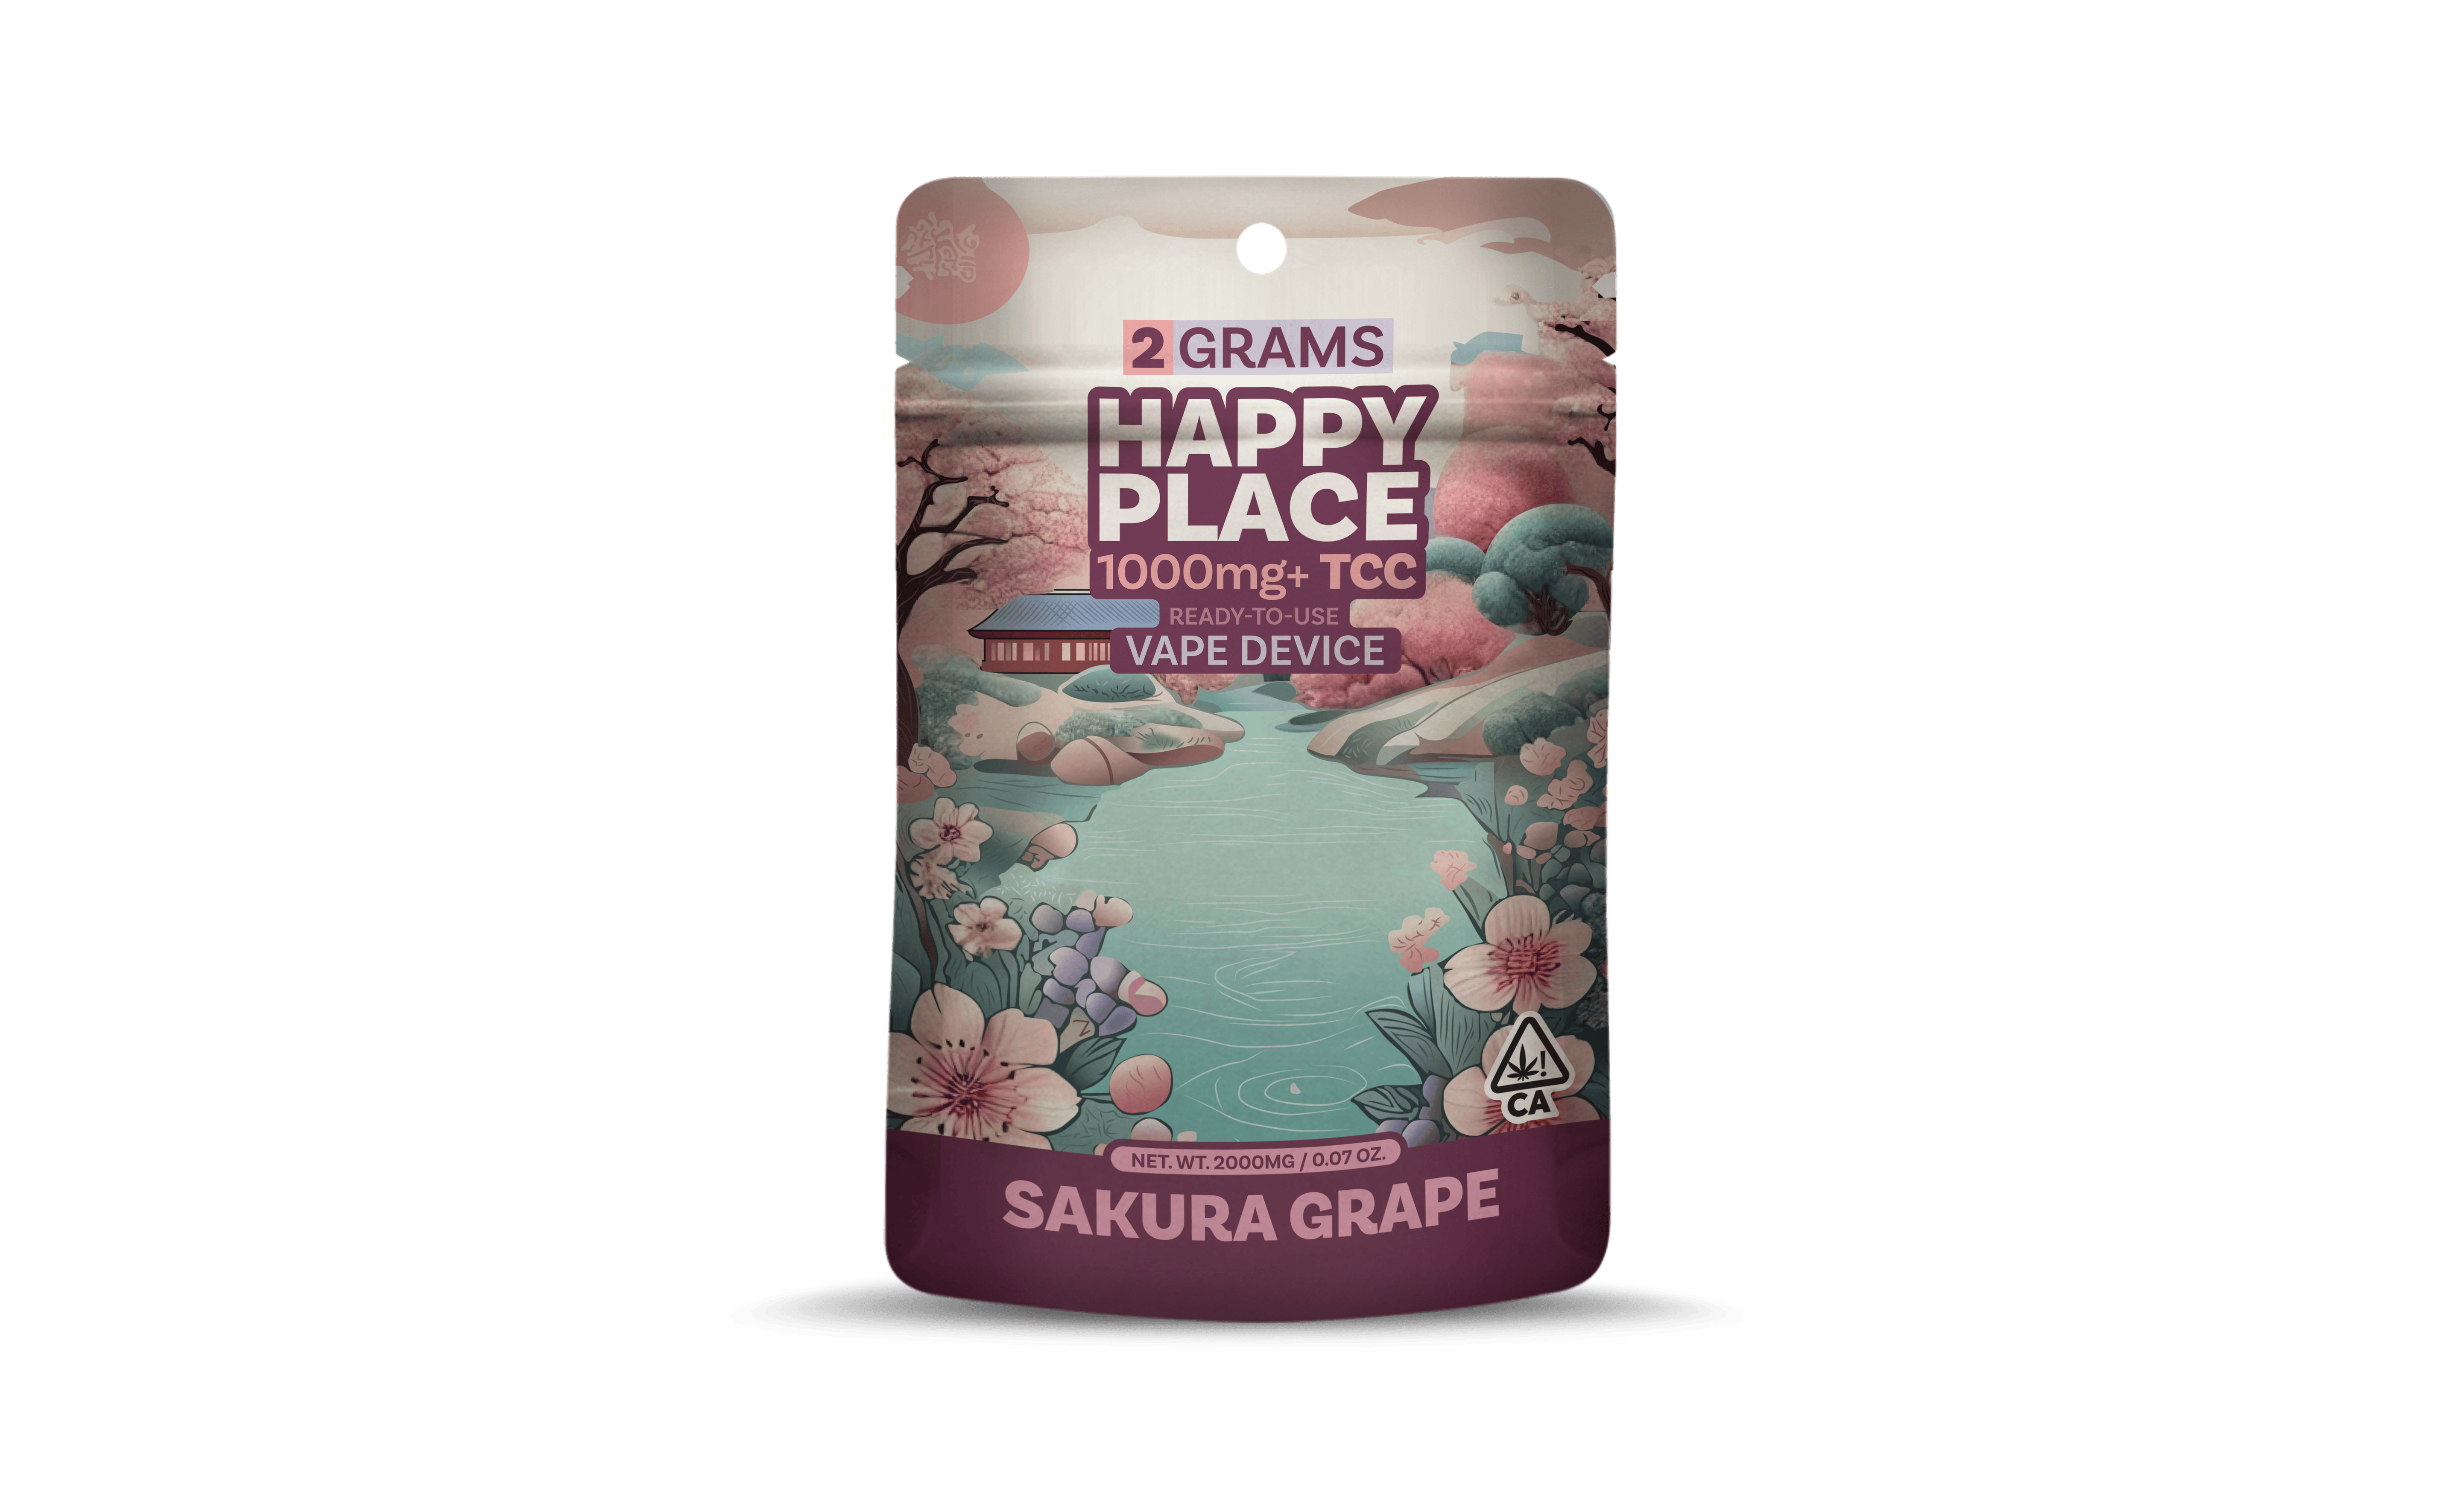 2 GRAMS
HAPPY
PLACE
1000mg+ TCC
READY-TO-USE
VAPE DEVICE
CA
NET. WT. 2000MG / 0.07 OZ.
SAKURA GRAPE